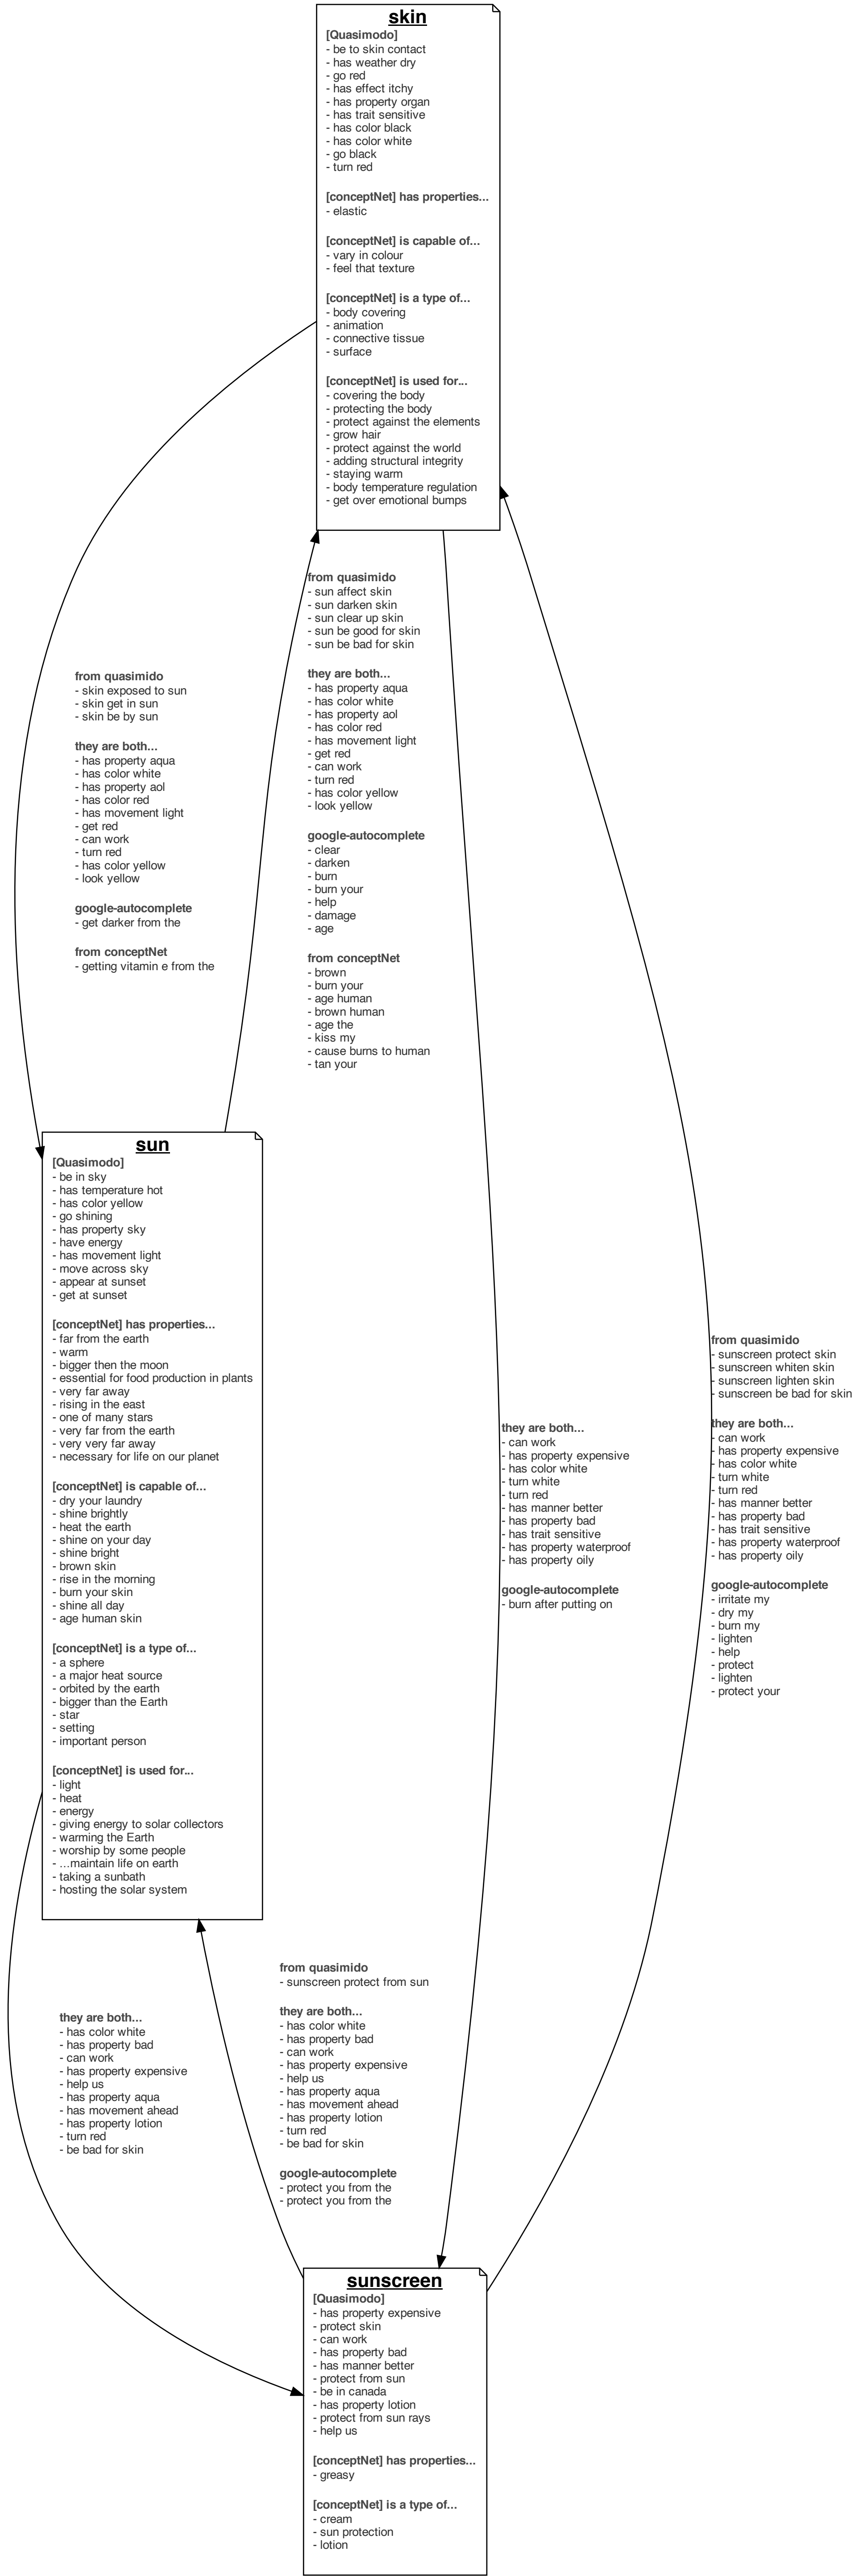 skin
[Quasimodo]
- be to skin contact
- has weather dry
- go red
- has effect itchy
- has property organ
- has trait sensitive
- has color black
- has color white
- go black
- turn red
[conceptNet] has properties...
- elastic
[conceptNet] is capable of...
- vary in colour
- feel that texture
[conceptNet] is a type of...
- body covering
- animation
- connective tissue
- surface
[conceptNet] is used for...
- covering the body
- protecting the body
- protect against the elements
- grow hair
- protect against the world
- adding structural integrity
- staying warm
- body temperature regulation
- get over emotional bumps
from quasimido
- skin exposed to sun
- skin get in sun
- skin be by sun
they are both...
- has property aqua
- has color white
- has property aol
- has color red
- has movement light
- get red
- can work
- turn red
- has color yellow
- look yellow
google-autocomplete
- get darker from the
from conceptNet
- getting vitamin e from the
from quasimido
- sun affect skin
- sun darken skin
- sun clear up skin
- sun be good for skin
- sun be bad for skin
they are both...
- has property aqua
- has color white
- has property aol
- has color red
- has movement light
- get red
- can work
- turn red
- has color yellow
- look yellow
google-autocomplete
- clear
- darken
- burn
- burn your
- help
- damage
- age
from conceptNet
- brown
- burn your
- age human
- brown human
- age the
- kiss my
- cause burns to human
- tan your
sun
[Quasimodo]
- be in sky
- has temperature hot
- has color yellow
- go shining
- has property sky
- have energy
- has movement light
- move across sky
- appear at sunset
- get at sunset
[conceptNet] has properties...
- far from the earth
- warm
- bigger then the moon
- essential for food production in plants
- very far away
- rising in the east
- one of many stars
- very far from the earth
- very very far away
- necessary for life on our planet
[conceptNet] is capable of...
- dry your laundry
- shine brightly
- heat the earth
- shine on your day
- shine bright
- brown skin
- rise in the morning
- burn your skin
- shine all day
- age human skin
[conceptNet] is a type of...
- a sphere
- a major heat source
- orbited by the earth
- bigger than the Earth
- star
- setting
- important person
[conceptNet] is used for...
- light
- heat
- energy
- giving energy to solar collectors
- warming the Earth
- worship by some people
- ...maintain life on earth
- taking a sunbath
- hosting the solar system
they are both...
- can work
- has property expensive
- has color white
- turn white
- turn red
- has manner better
- has property bad
- has trait sensitive
- has property waterproof
- has property oily
google-autocomplete
- burn after putting on
from quasimido
- sunscreen protect skin
- sunscreen whiten skin
- sunscreen lighten skin
- sunscreen be bad for skin
they are both...
- can work
- has property expensive
- has color white
- turn white
- turn red
- has manner better
- has property bad
- has trait sensitive
- has property waterproof
- has property oily
google-autocomplete
- irritate my
- dry my
- burn my
- lighten
- help
- protect
- lighten
- protect your
they are both...
- has color white
- has property bad
- can work
- has property expensive
- help us
- has property aqua
- has movement ahead
- has property lotion
- turn red
- be bad for skin
from quasimido
- sunscreen protect from sun
they are both...
- has color white
- has property bad
- can work
- has property expensive
- help us
- has property aqua
- has movement ahead
- has property lotion
- turn red
- be bad for skin
google-autocomplete
- protect you from the
- protect you from the
sunscreen
[Quasimodo]
- has property expensive
- protect skin
- can work
- has property bad
- has manner better
- protect from sun
- be in canada
- has property lotion
- protect from sun rays
- help us
[conceptNet] has properties...
- greasy
[conceptNet] is a type of...
- cream
- sun protection
- lotion